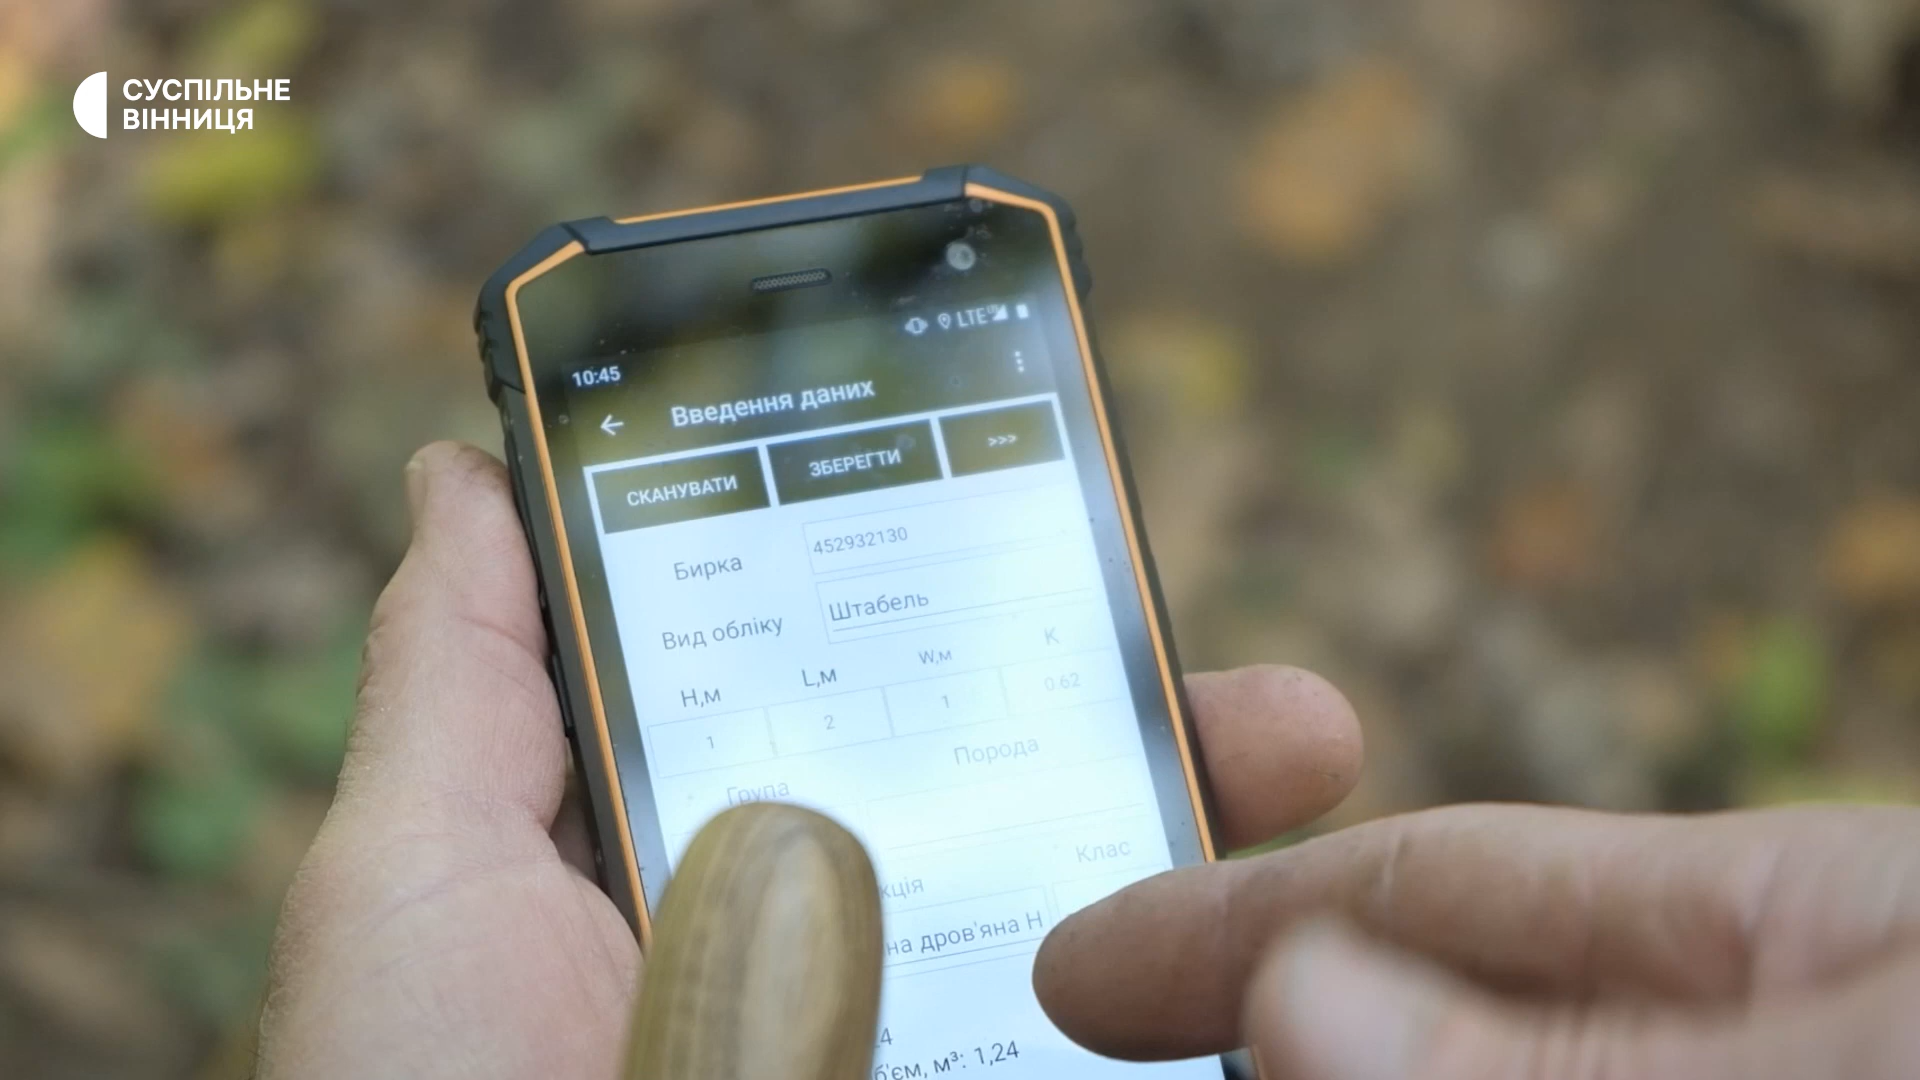 СУСПІЛЬНЕ
ВІННИЦЯ
LTE
10:45
Введення даних
СКАНУВАТИ ЗБЕРЕГТИ >>>
Бирка 452932130
Вид обліку Штабель
Н,м L,м W,м К
1 2 1 0.62
Група Порода
кція Клас
на дров'яна Н
4
б'єм, м³: 1,24